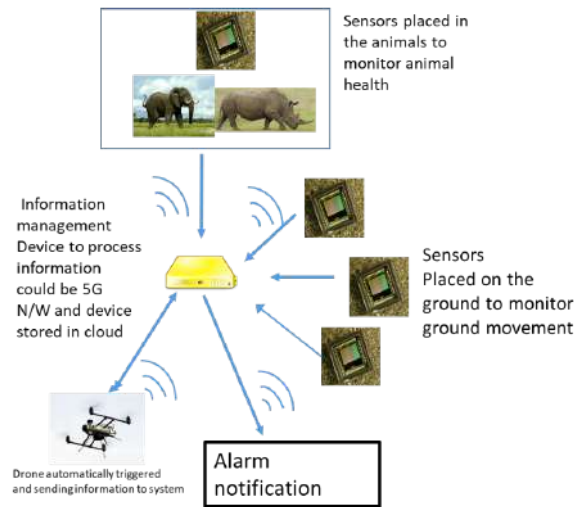 Sensors placed in
the animals to
monitor animal
health
Information
management
Device to process
information
could be 5G
N/W and device
stored in cloud
Sensors
Placed on the
ground to monitor
ground movement
Drone automatically triggered
and sending information to system
Alarm
notification